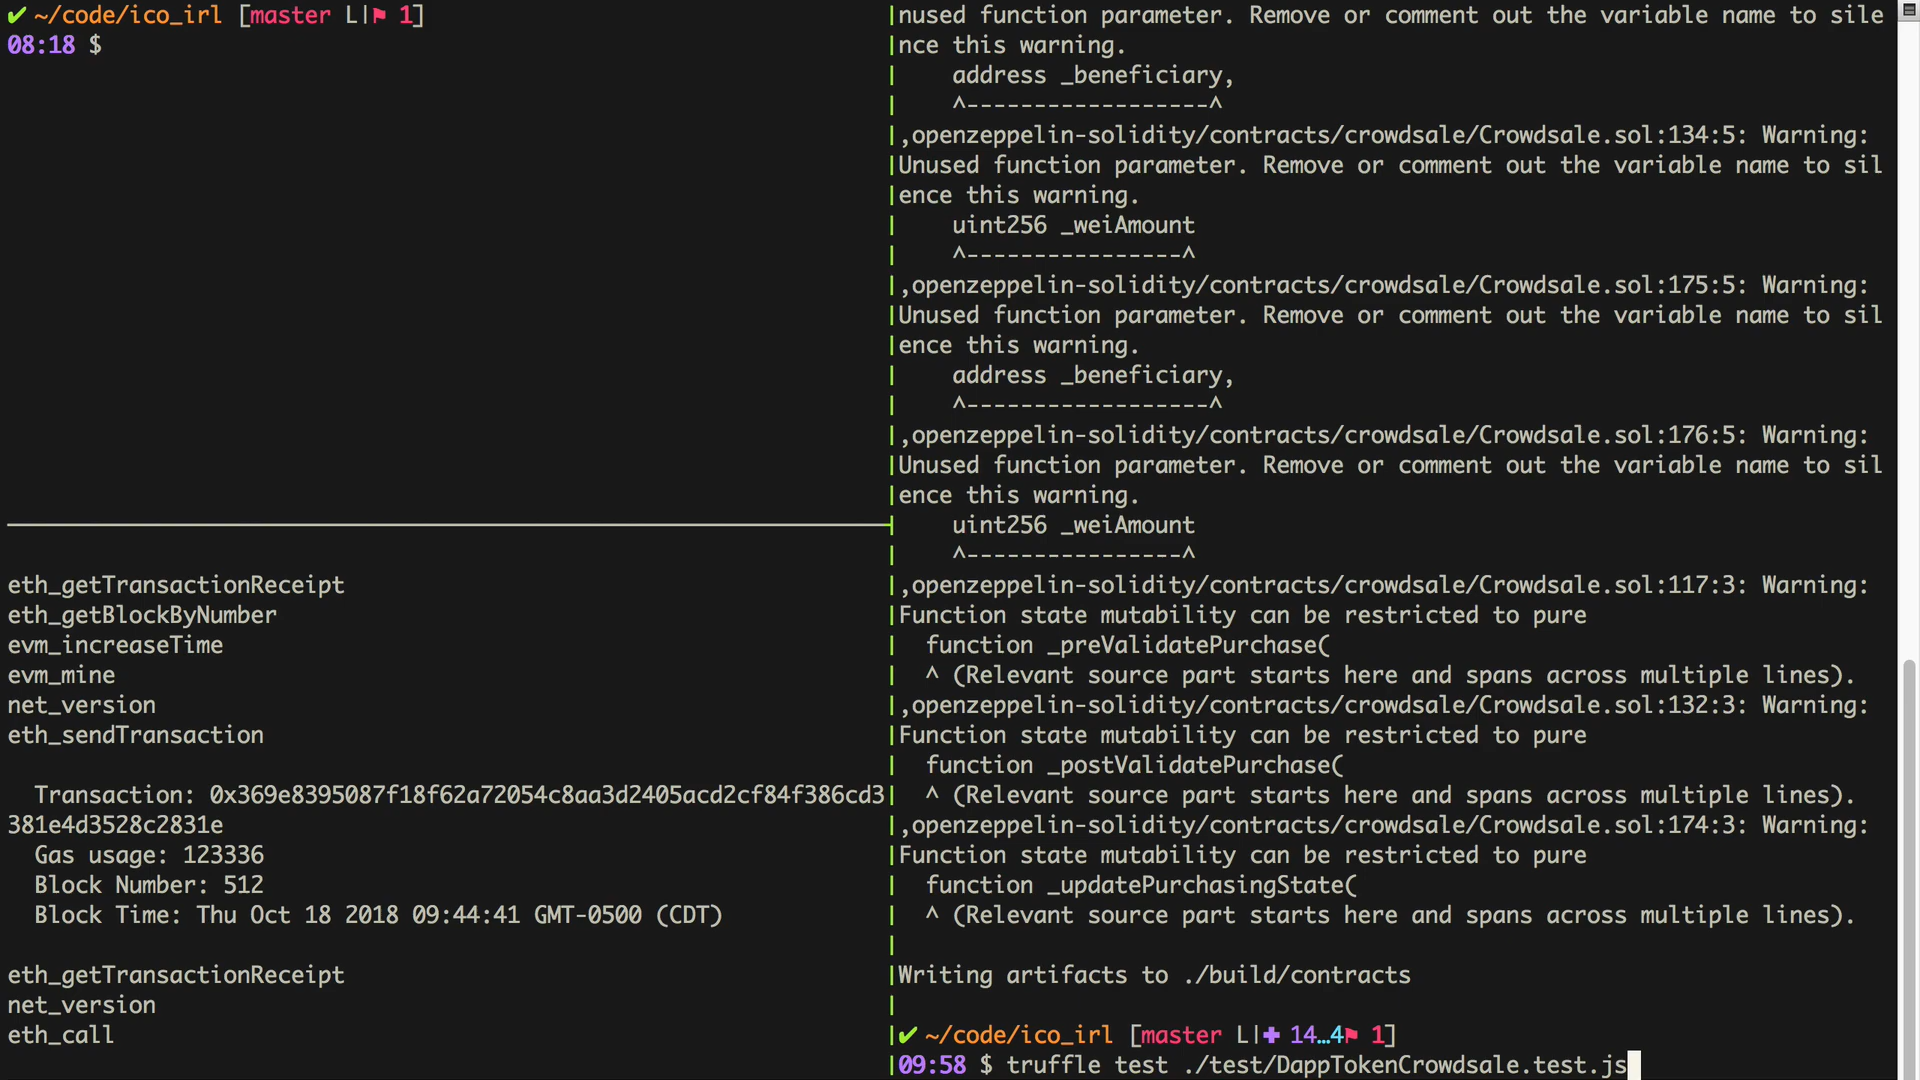 ✔ ~/code/ico_irl [master L|⚑ 1]
08:18 $
eth_getTransactionReceipt
eth_getBlockByNumber
evm_increaseTime
evm_mine
net_version
eth_sendTransaction
Transaction: 0x369e8395087f18f62a72054c8aa3d2405acd2cf84f386cd3
381e4d3528c2831e
Gas usage: 123336
Block Number: 512
Block Time: Thu Oct 18 2018 09:44:41 GMT-0500 (CDT)
eth_getTransactionReceipt
net_version
eth_call
nused function parameter. Remove or comment out the variable name to sile
nce this warning.
address _beneficiary,
^------------------^
,openzeppelin-solidity/contracts/crowdsale/Crowdsale.sol:134:5: Warning:
Unused function parameter. Remove or comment out the variable name to sil
ence this warning.
uint256 _weiAmount
^----------------^
,openzeppelin-solidity/contracts/crowdsale/Crowdsale.sol:175:5: Warning:
Unused function parameter. Remove or comment out the variable name to sil
ence this warning.
address _beneficiary,
^------------------^
,openzeppelin-solidity/contracts/crowdsale/Crowdsale.sol:176:5: Warning:
Unused function parameter. Remove or comment out the variable name to sil
ence this warning.
uint256 _weiAmount
^----------------^
,openzeppelin-solidity/contracts/crowdsale/Crowdsale.sol:117:3: Warning:
Function state mutability can be restricted to pure
function _preValidatePurchase(
^ (Relevant source part starts here and spans across multiple lines).
,openzeppelin-solidity/contracts/crowdsale/Crowdsale.sol:132:3: Warning:
Function state mutability can be restricted to pure
function _postValidatePurchase(
^ (Relevant source part starts here and spans across multiple lines).
,openzeppelin-solidity/contracts/crowdsale/Crowdsale.sol:174:3: Warning:
Function state mutability can be restricted to pure
function _updatePurchasingState(
^ (Relevant source part starts here and spans across multiple lines).
Writing artifacts to ./build/contracts
✔ ~/code/ico_irl [master L|✚ 14…4⚑ 1]
09:58 $ truffle test ./test/DappTokenCrowdsale.test.js